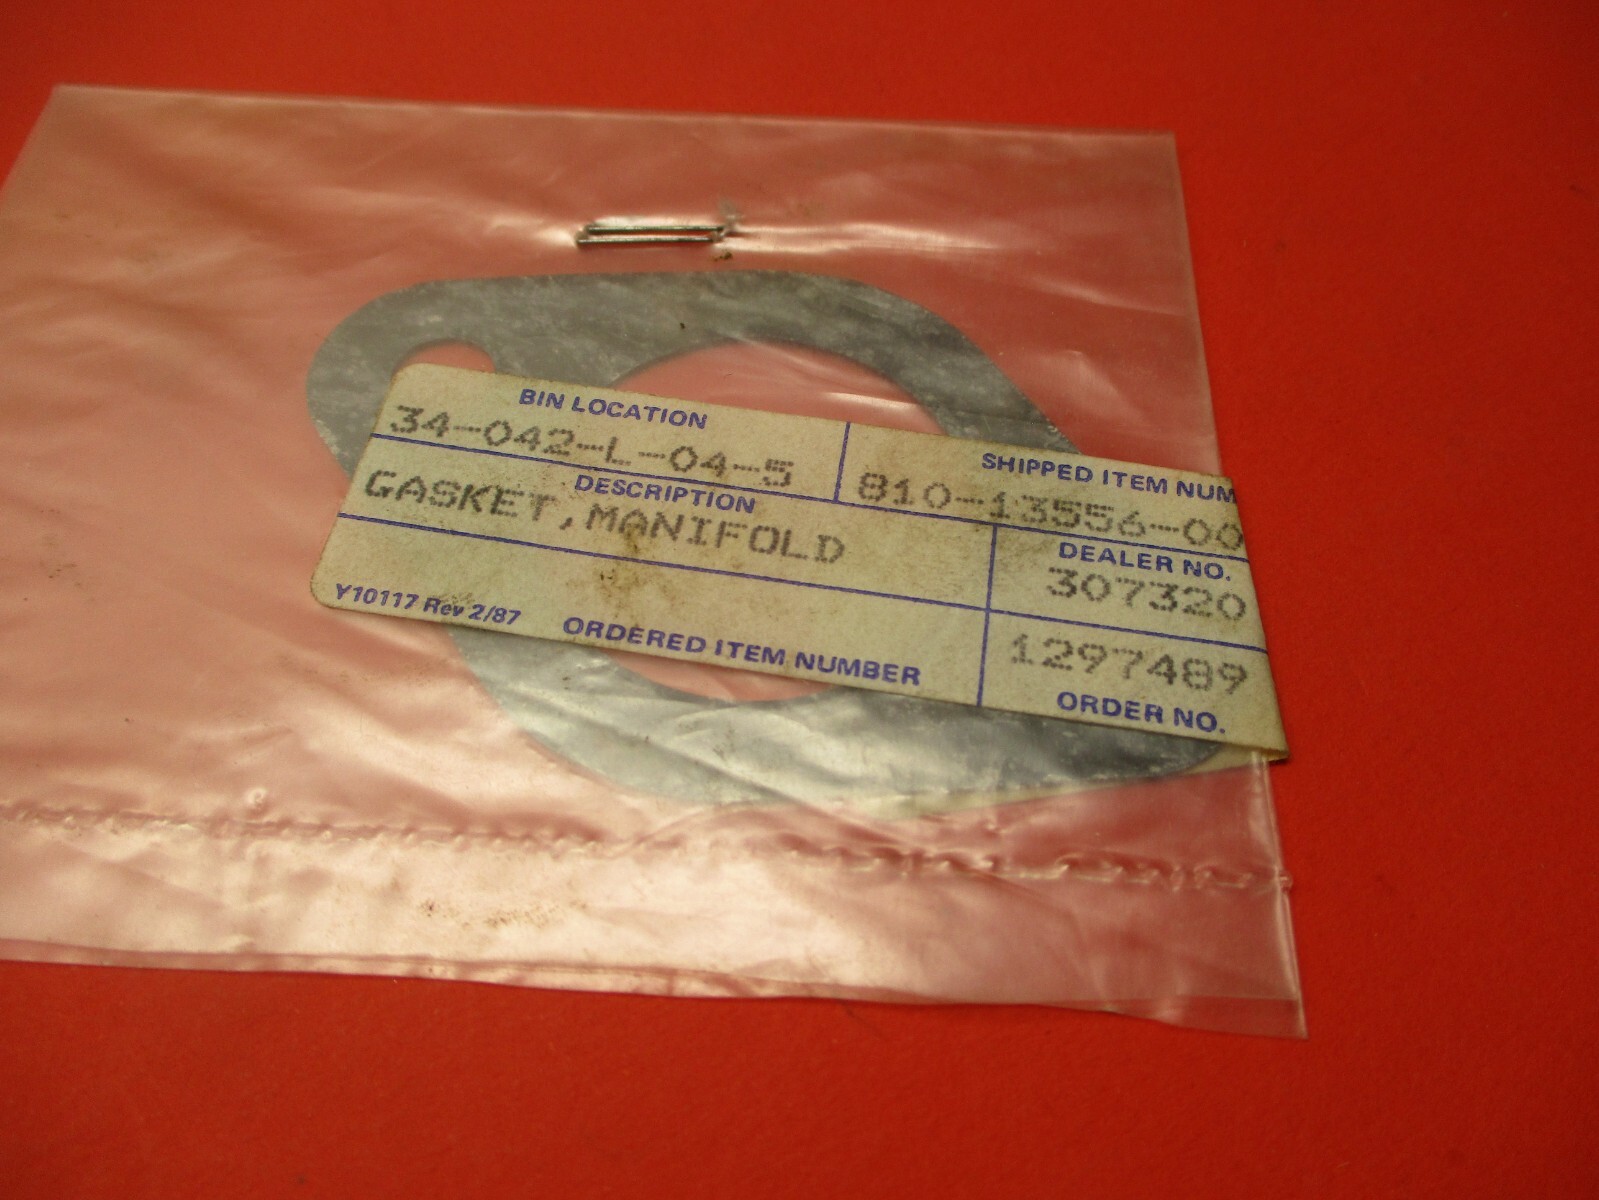 BIN LOCATION
34-042-L-04-5
SHIPPED ITEM NUM
810-13556-00
DESCRIPTION
GASKET,MANIFOLD
DEALER NO.
307320
1297489
Y10117 Rev 2/87
ORDERED ITEM NUMBER
ORDER NO.